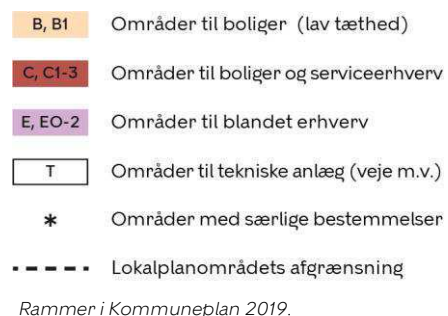 B, B1 Områder til boliger (lav tæthed)
C, C1-3 Områder til boliger og serviceerhverv
E, EO-2 Områder til blandet erhverv
T Områder til tekniske anlæg (veje m.v.)
* Områder med særlige bestemmelser
Lokalplanområdets afgrænsning
Rammer i Kommuneplan 2019.